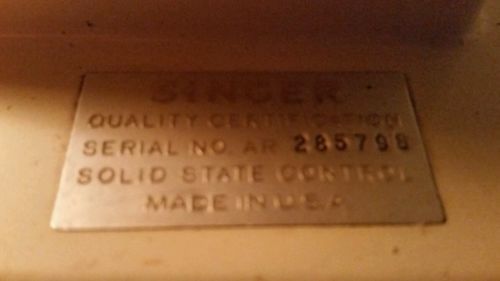 SINGER
QUALITY CERTIFICATION
SERIAL NO. AR 285798
SOLID STATE CONTROL
MADE IN U.S.A.